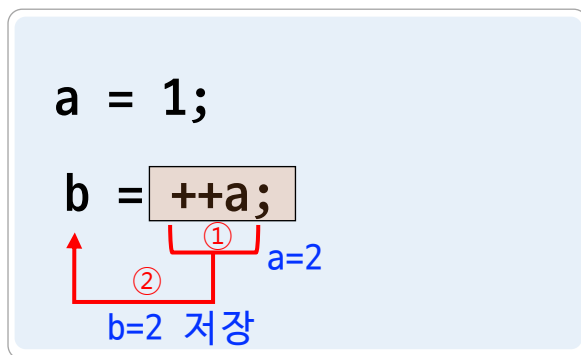 a = 1;
b = ++a;
①
a=2
②
b=2 저장